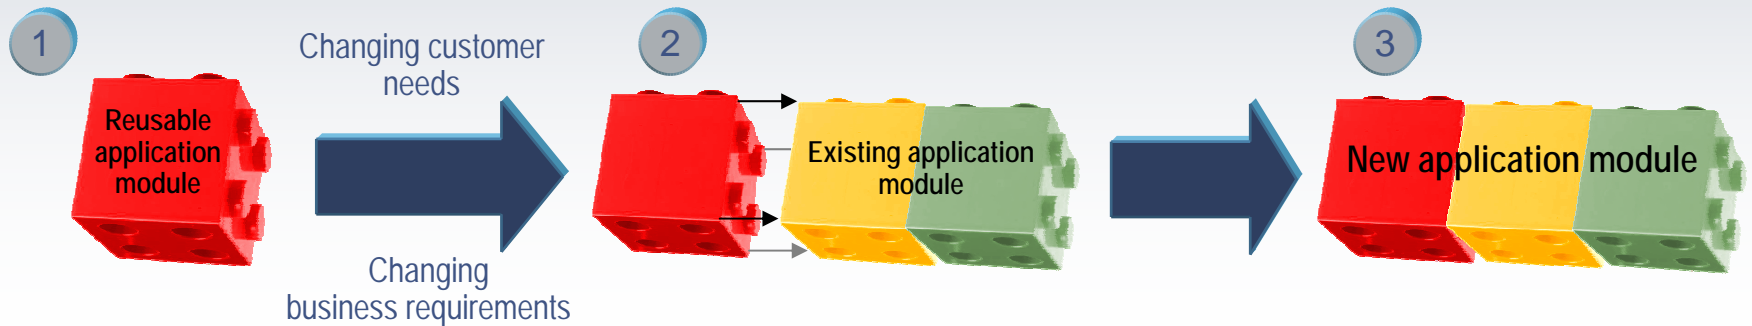 1
Reusable
application
module
Changing customer
needs
Changing
business requirements
2
Existing application
module
3
New application module